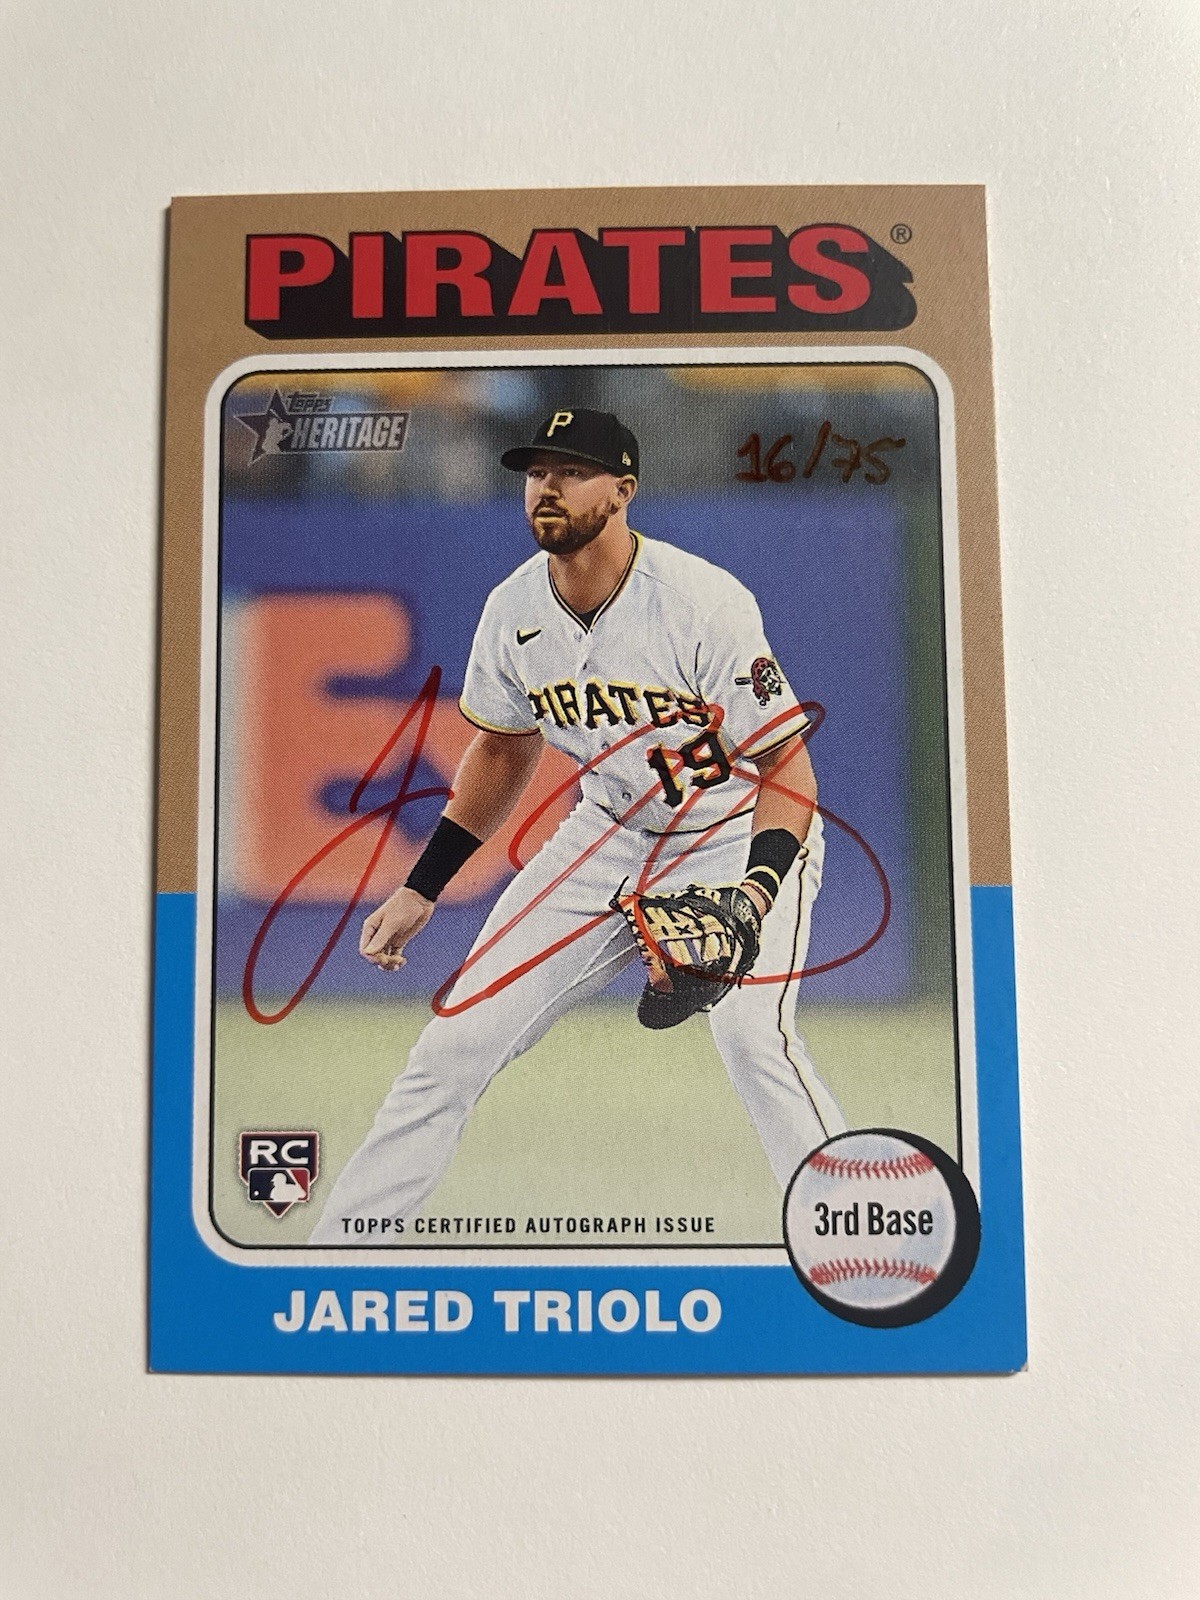 PIRATES®
topps
HERITAGE
16/75
P
PIRATES
19
RC
TOPPS CERTIFIED AUTOGRAPH ISSUE
3rd Base
JARED TRIOLO